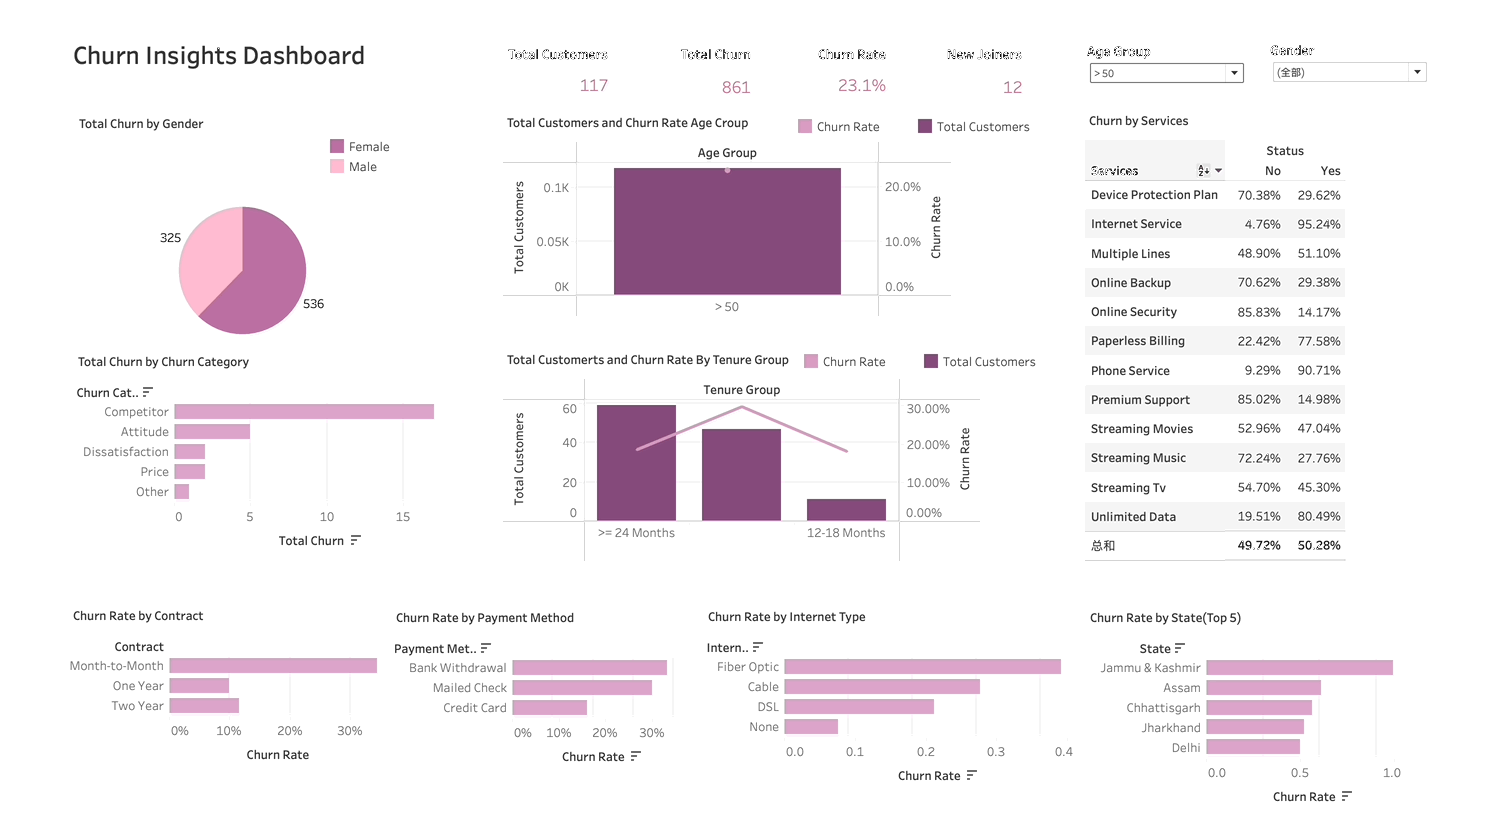 Churn Insights Dashboard
Total Customers
Total Churn
Churn Rate
New Joiners
117
861
23.1%
12
Age Group
> 50
Gender
(全部)
Total Churn by Gender
Female
Male
325
536
Total Customers and Churn Rate Age Croup
Churn Rate
Total Customers
Age Group
Total Customers
0.1K
0.05K
0K
20.0%
10.0%
0.0%
Churn Rate
> 50
Churn by Services
Status
Services No Yes
Device Protection Plan 70.38% 29.62%
Internet Service 4.76% 95.24%
Multiple Lines 48.90% 51.10%
Online Backup 70.62% 29.38%
Online Security 85.83% 14.17%
Paperless Billing 22.42% 77.58%
Phone Service 9.29% 90.71%
Premium Support 85.02% 14.98%
Streaming Movies 52.96% 47.04%
Streaming Music 72.24% 27.76%
Streaming Tv 54.70% 45.30%
Unlimited Data 19.51% 80.49%
总和 49.72% 50.28%
Total Churn by Churn Category
Churn Cat..
Competitor
Attitude
Dissatisfaction
Price
Other
0 5 10 15
Total Churn
Total Customerts and Churn Rate By Tenure Group
Churn Rate
Total Customers
Tenure Group
Total Customers
60
40
20
0
30.00%
20.00%
10.00%
0.00%
Churn Rate
>= 24 Months
12-18 Months
Churn Rate by Contract
Contract
Month-to-Month
One Year
Two Year
0% 10% 20% 30%
Churn Rate
Churn Rate by Payment Method
Payment Met..
Bank Withdrawal
Mailed Check
Credit Card
0% 10% 20% 30%
Churn Rate
Churn Rate by Internet Type
Intern..
Fiber Optic
Cable
DSL
None
0.0 0.1 0.2 0.3 0.4
Churn Rate
Churn Rate by State(Top 5)
State
Jammu & Kashmir
Assam
Chhattisgarh
Jharkhand
Delhi
0.0 0.5 1.0
Churn Rate